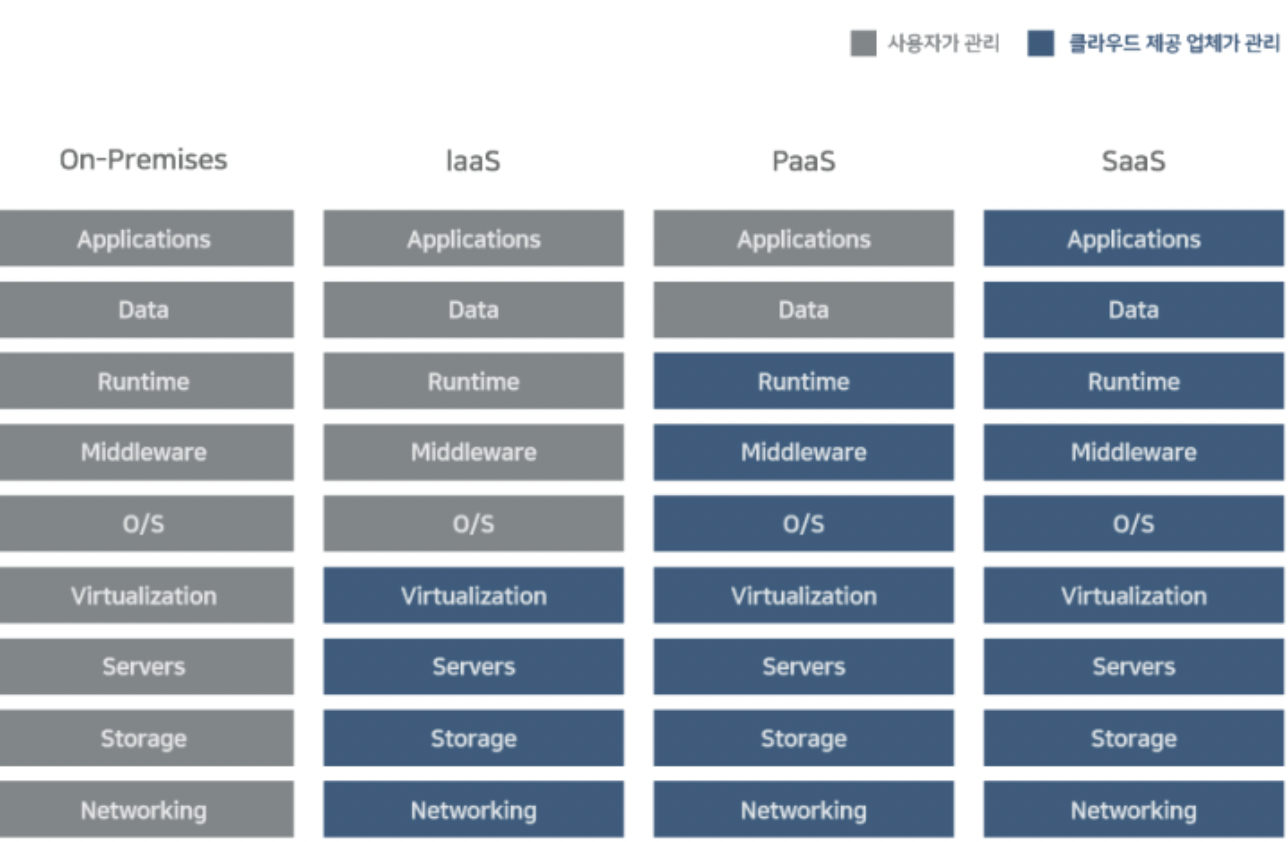 사용자가 관리 클라우드 제공 업체가 관리
On-Premises IaaS PaaS SaaS
Applications Applications Applications Applications
Data Data Data Data
Runtime Runtime Runtime Runtime
Middleware Middleware Middleware Middleware
O/S O/S O/S O/S
Virtualization Virtualization Virtualization Virtualization
Servers Servers Servers Servers
Storage Storage Storage Storage
Networking Networking Networking Networking